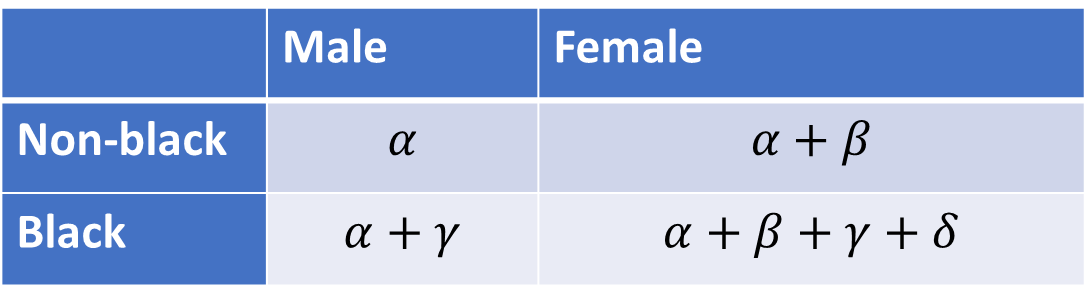 Male Female
Non-black α α + β
Black α + γ α + β + γ + δ